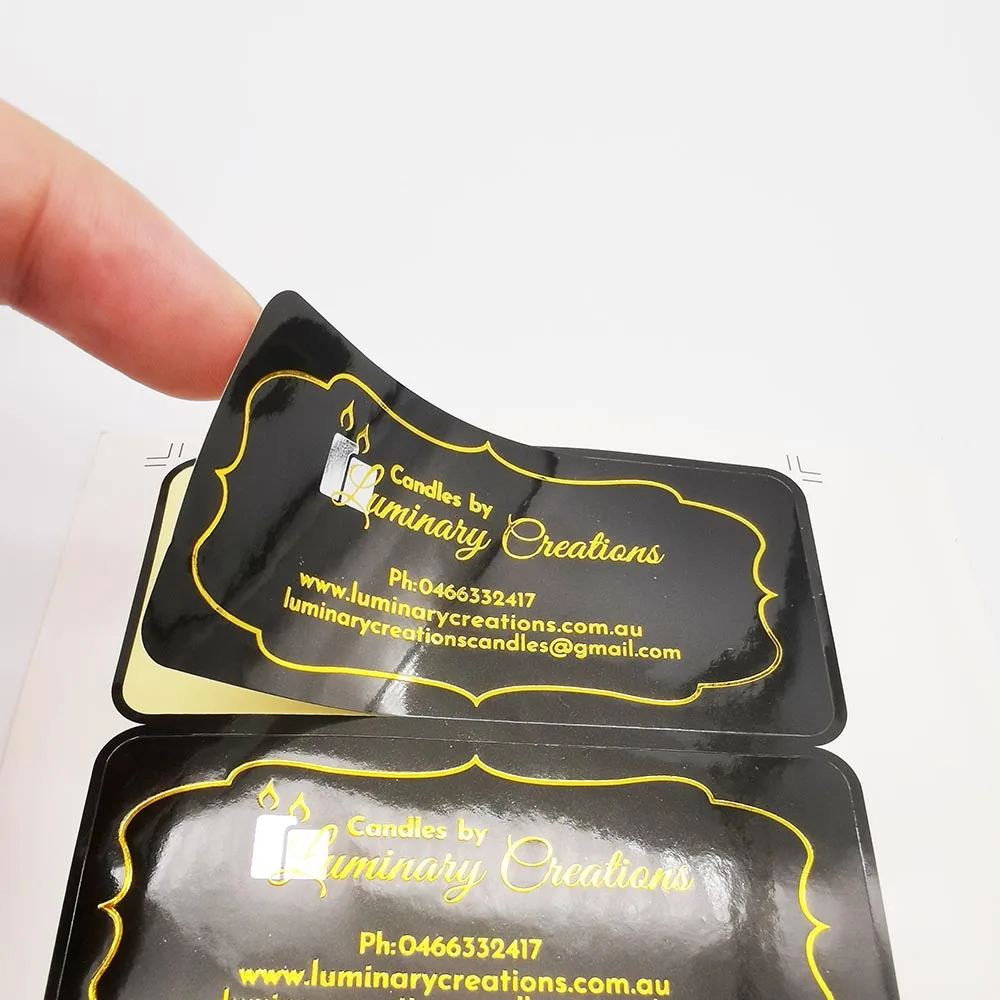 Candles by
Luminary Creations
Ph:0466332417
www.luminarycreations.com.au
luminarycreationscandles@gmail.com
Candles by
Luminary Creations
Ph:0466332417
www.luminarycreations.com.au